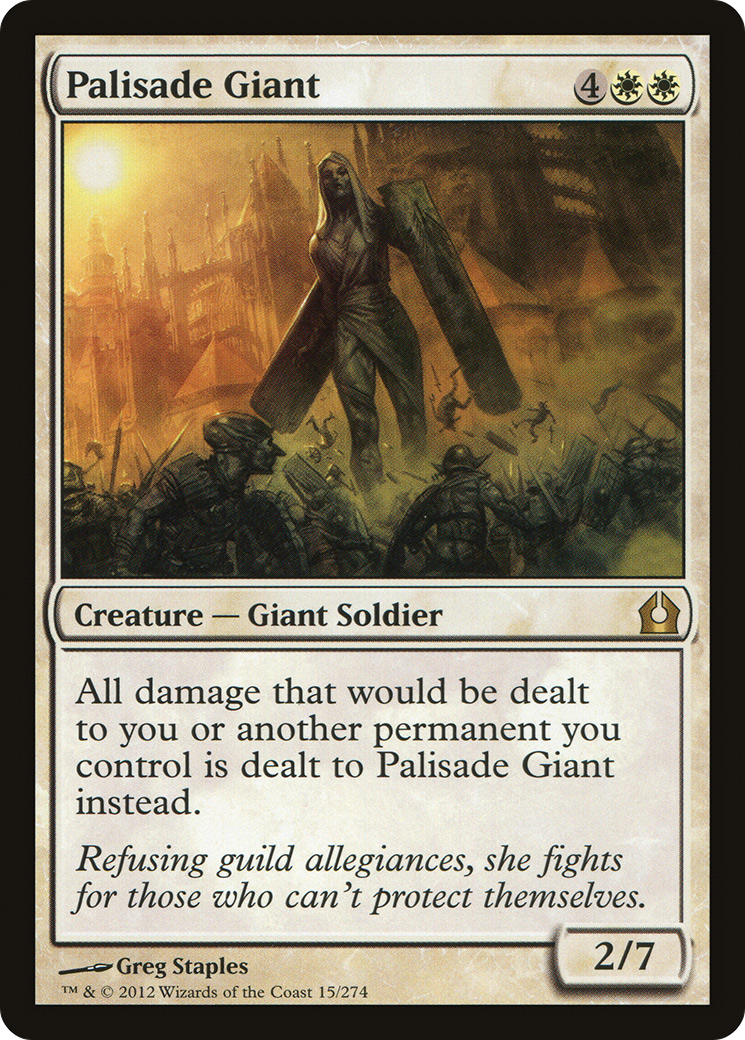 Palisade Giant 4
Creature — Giant Soldier
All damage that would be dealt
to you or another permanent you
control is dealt to Palisade Giant
instead.
Refusing guild allegiances, she fights
for those who can't protect themselves.
2/7
Greg Staples
™ & © 2012 Wizards of the Coast 15/274